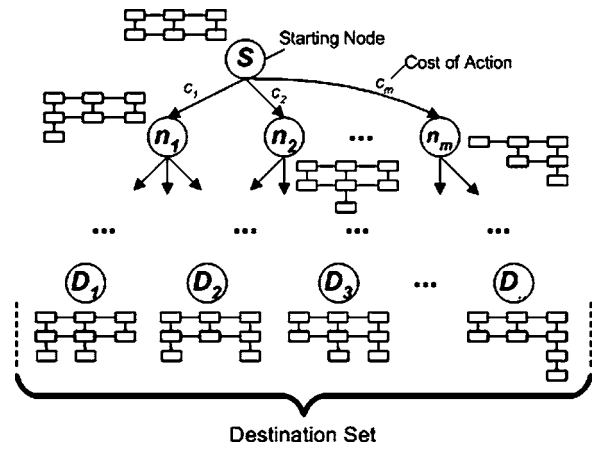 Starting Node
S
Cost of Action
c1
c2
cm
n1
n2
...
nm
... ... ... ...
D1
D2
D3
...
D..
Destination Set